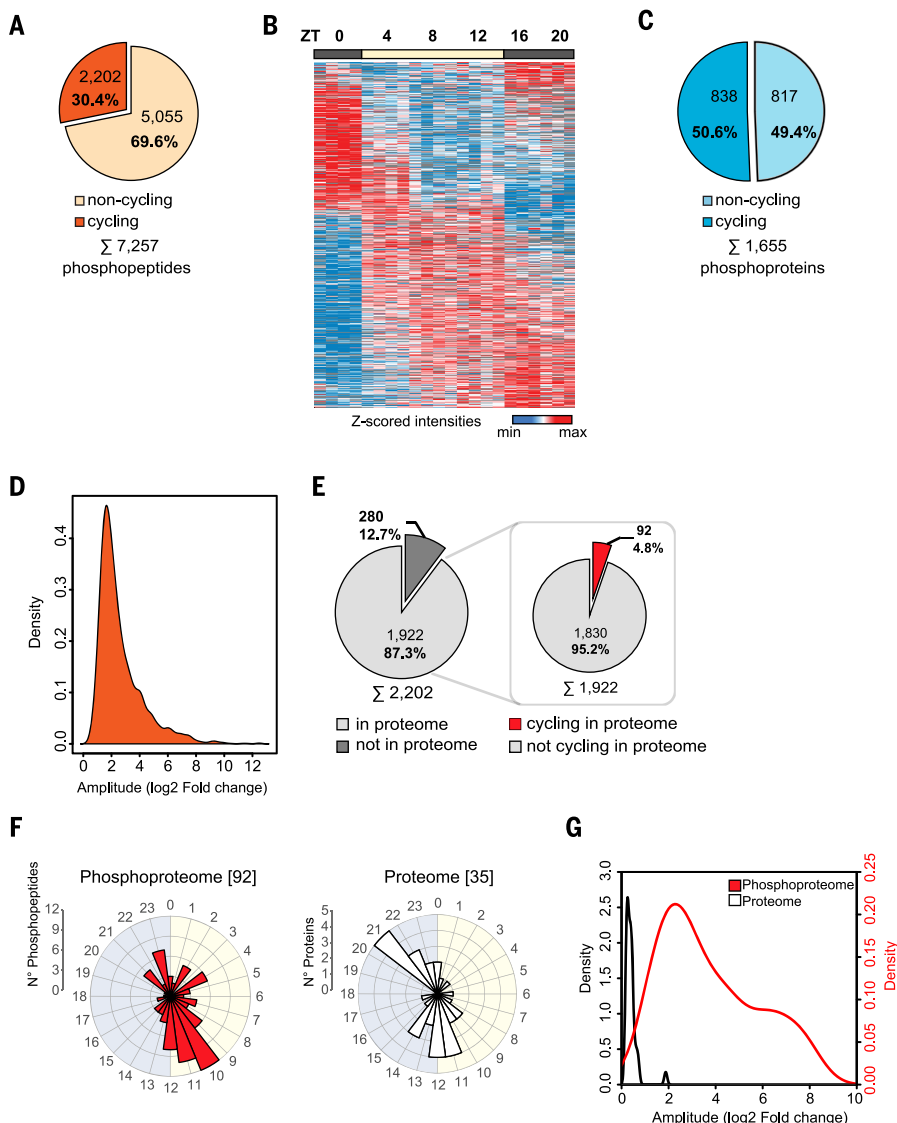 A
2,202
30.4%
5,055
69.6%
non-cycling
cycling
∑ 7,257
phosphopeptides
B
ZT 0 4 8 12 16 20
Z-scored intensities
min max
C
838
50.6%
817
49.4%
non-cycling
cycling
∑ 1,655
phosphoproteins
D
Density
0.4
0.3
0.2
0.1
0.0
0 2 4 6 8 10 12
Amplitude (log2 Fold change)
E
280
12.7%
1,922
87.3%
∑ 2,202
in proteome
not in proteome
92
4.8%
1,830
95.2%
∑ 1,922
cycling in proteome
not cycling in proteome
F
Phosphoproteome [92]
N° Phosphopeptides
12
9
6
3
0
0
1
2
3
4
5
6
7
8
9
10
11
12
13
14
15
16
17
18
19
20
21
22
23
Proteome [35]
N° Proteins
5
4
3
2
1
0
0
1
2
3
4
5
6
7
8
9
10
11
12
13
14
15
16
17
18
19
20
21
22
23
G
Phosphoproteome
Proteome
Density
3.0
2.5
2.0
1.5
1.0
0.5
0.0
Density
0.25
0.20
0.15
0.10
0.05
0.00
0 2 4 6 8 10
Amplitude (log2 Fold change)